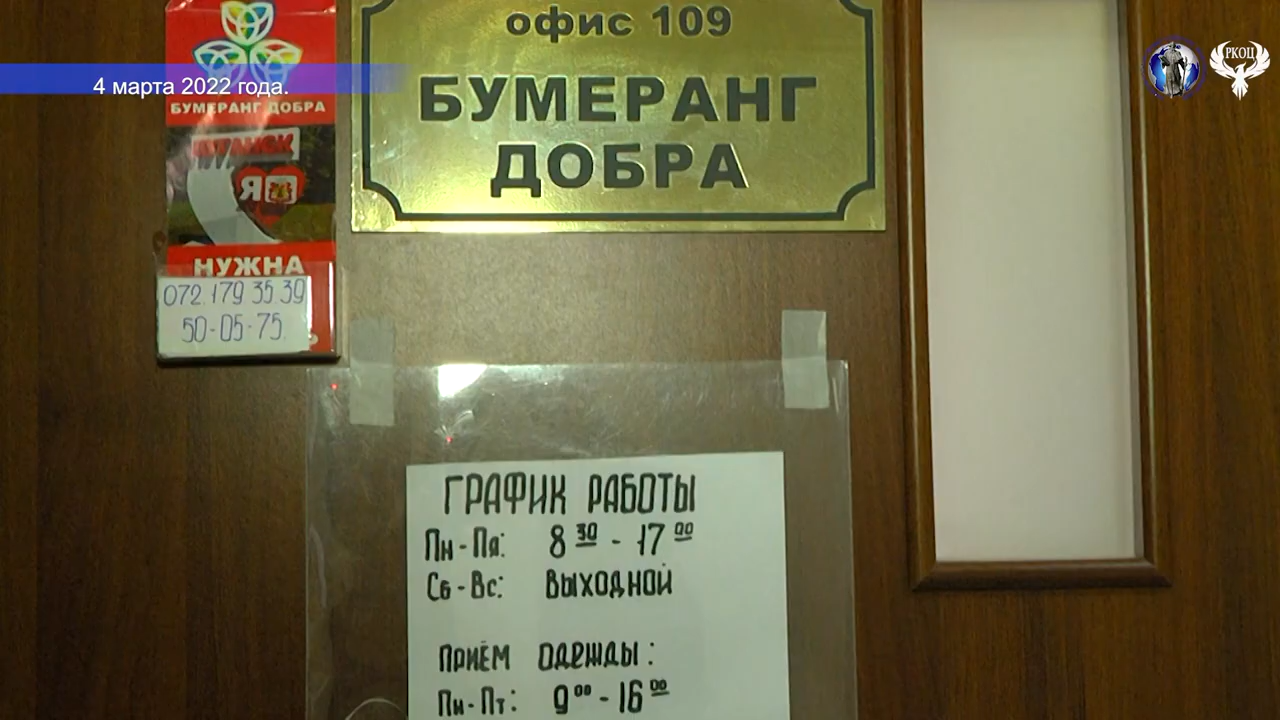 4 марта 2022 года.
РКОЦ
БУМЕРАНГ ДОБРА
Я
НУЖНА
072 179 35 39
50-05-75
офис 109
БУМЕРАНГ
ДОБРА
ГРАФИК РАБОТЫ
Пн-Пя: 8 30 - 17 00
Сб-Вс: ВЫХОДНОЙ
ПРИЁМ ОДЕЖДЫ:
Пн-Пт: 9 00 - 16 00